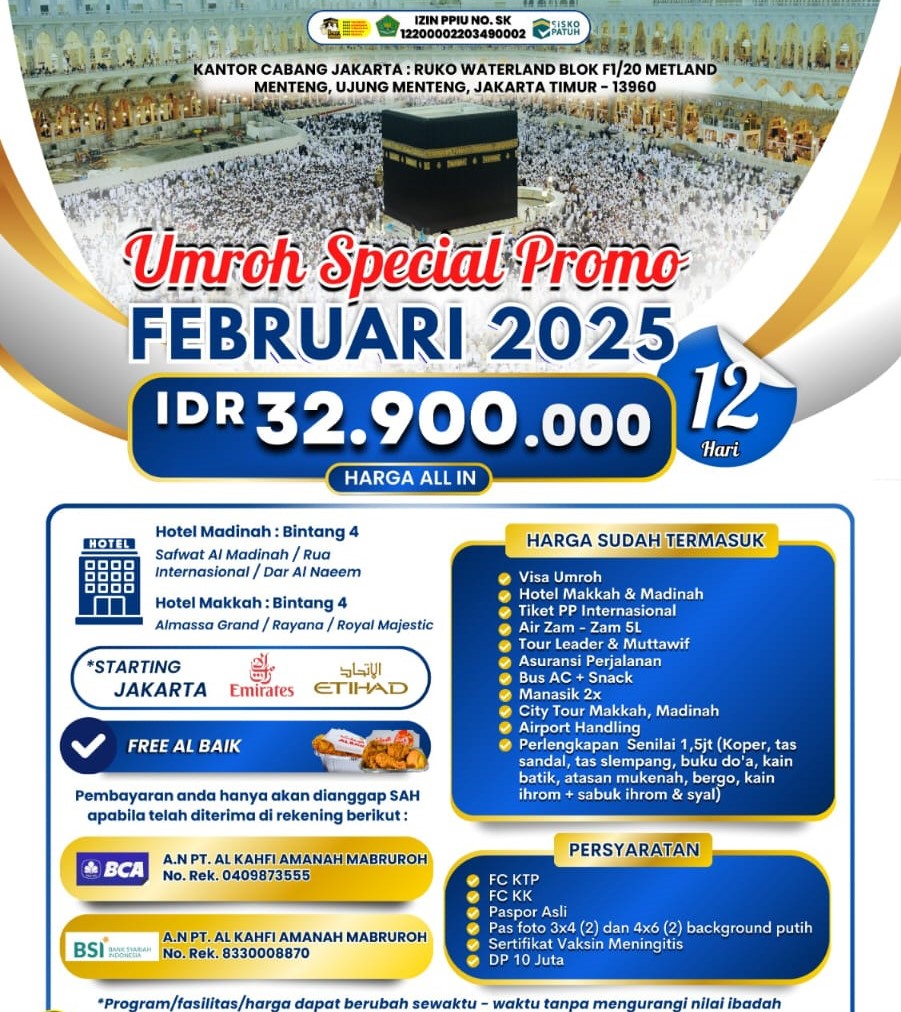 IZIN PPIU NO. SK
12200002203490002
SISKO
PATUH
KANTOR CABANG JAKARTA : RUKO WATERLAND BLOK F1/20 METLAND
MENTENG, UJUNG MENTENG, JAKARTA TIMUR - 13960
Umroh Special Promo
FEBRUARI 2025
IDR 32.900.000
12
Hari
HARGA ALL IN
HOTEL
Hotel Madinah : Bintang 4
Safwat Al Madinah / Rua
Internasional / Dar Al Naeem
Hotel Makkah : Bintang 4
Almassa Grand / Rayana / Royal Majestic
*STARTING
JAKARTA
Emirates
الإتحاد
ETIHAD
FREE AL BAIK
Pembayaran anda hanya akan dianggap SAH
apabila telah diterima di rekening berikut :
BCA
A.N PT. AL KAHFI AMANAH MABRUROH
No. Rek. 0409873555
BSI
BANK SYARIAH
INDONESIA
A.N PT. AL KAHFI AMANAH MABRUROH
No. Rek. 8330008870
HARGA SUDAH TERMASUK
Visa Umroh
Hotel Makkah & Madinah
Tiket PP Internasional
Air Zam - Zam 5L
Tour Leader & Muttawif
Asuransi Perjalanan
Bus AC + Snack
Manasik 2x
City Tour Makkah, Madinah
Airport Handling
Perlengkapan Senilai 1,5jt (Koper, tas
sandal, tas slempang, buku do'a, kain
batik, atasan mukenah, bergo, kain
ihrom + sabuk ihrom & syal)
PERSYARATAN
FC KTP
FC KK
Paspor Asli
Pas foto 3x4 (2) dan 4x6 (2) background putih
Sertifikat Vaksin Meningitis
DP 10 Juta
*Program/fasilitas/harga dapat berubah sewaktu - waktu tanpa mengurangi nilai ibadah